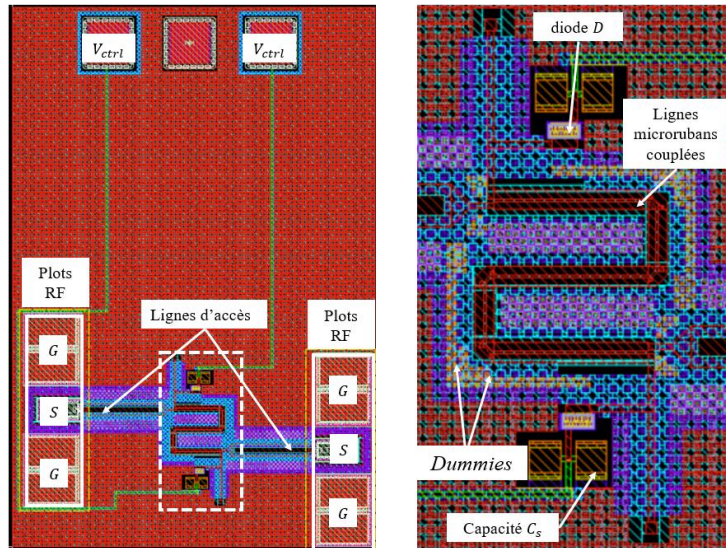 V_ctrl
V_ctrl
Plots
RF
Lignes d'accès
Plots
RF
G
S
G
G
S
G
diode D
Lignes
microrubans
couplées
Dummies
Capacité C_s